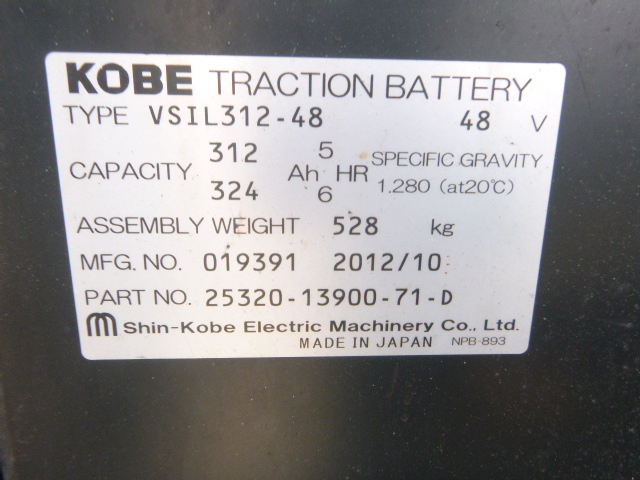 KOBE TRACTION BATTERY
TYPE VSIL312-48 48 V
CAPACITY 312 Ah 5 HR SPECIFIC GRAVITY
324 6 1.280 (at20℃)
ASSEMBLY WEIGHT 528 kg
MFG. NO. 019391 2012/10
PART NO. 25320-13900-71-D
m Shin-Kobe Electric Machinery Co., Ltd.
MADE IN JAPAN NPB-893